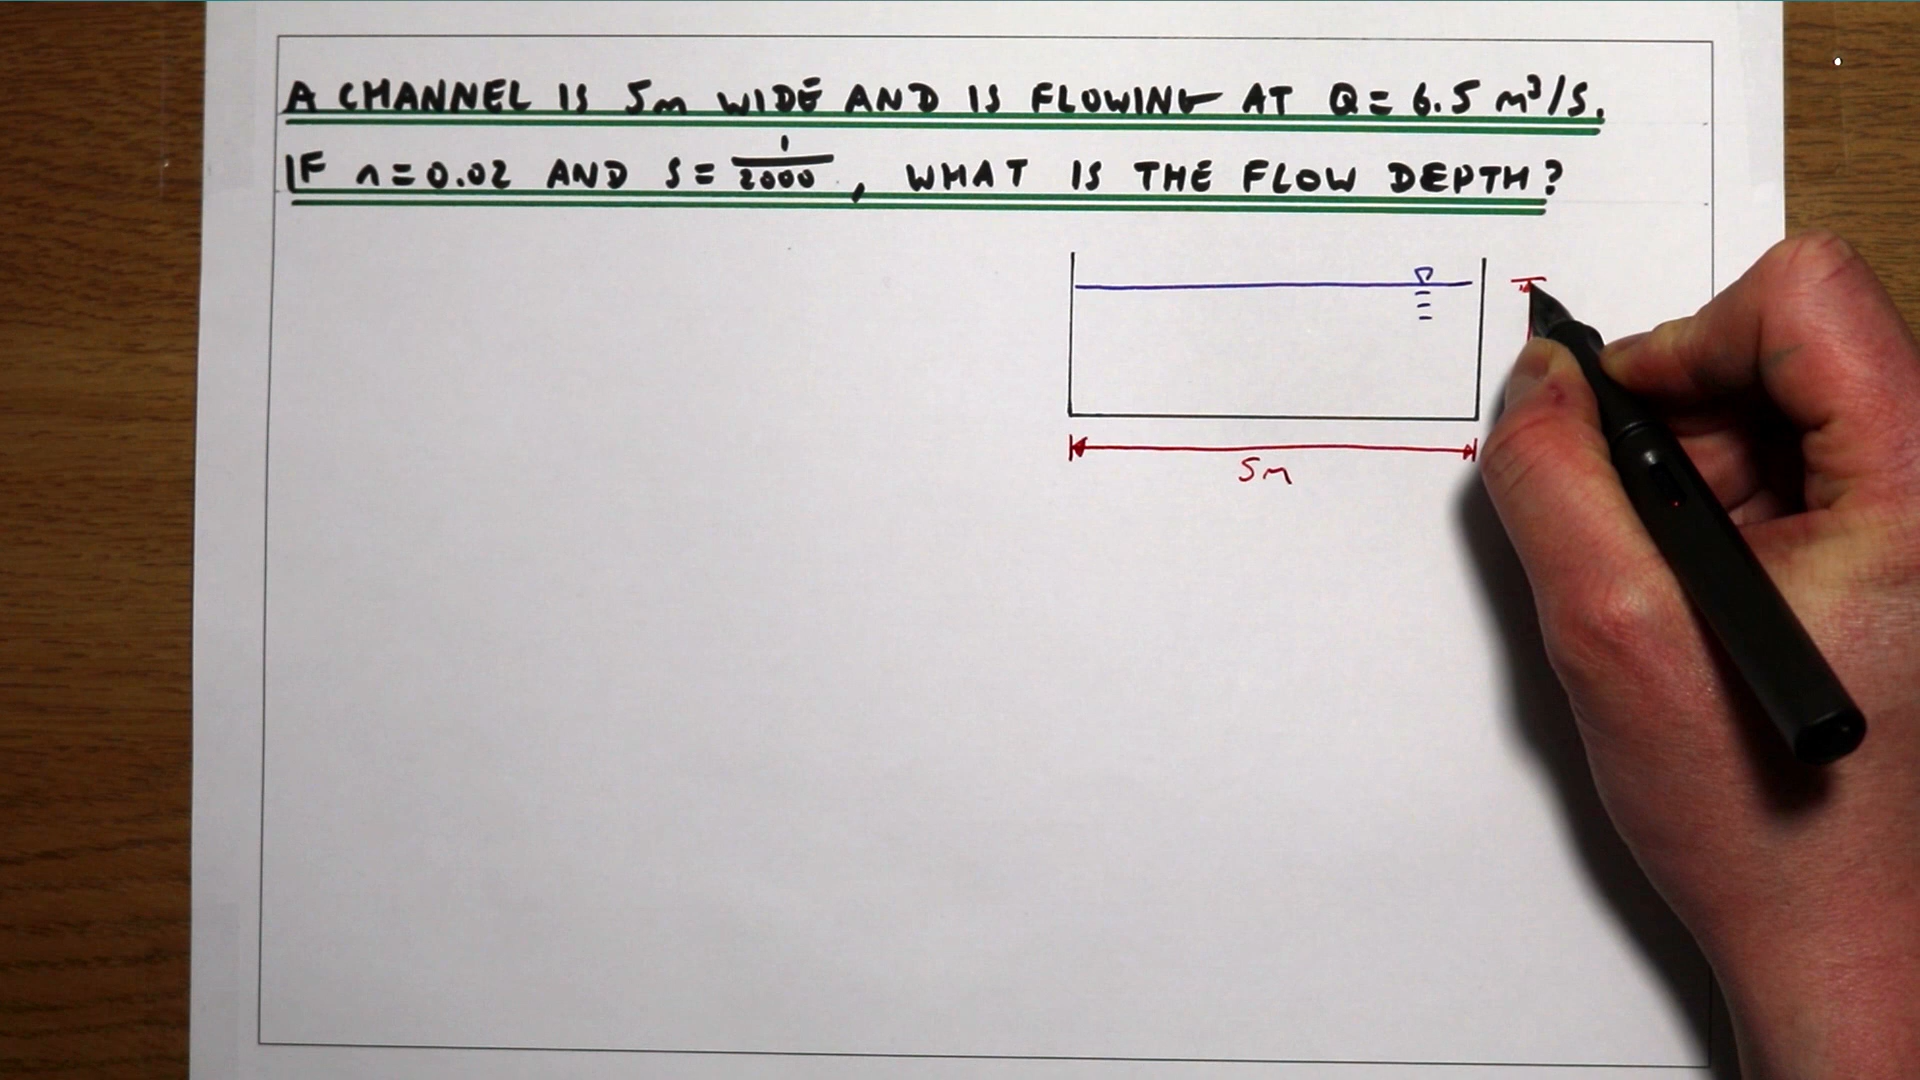 A CHANNEL IS 5m WIDE AND IS FLOWING AT Q = 6.5 m³/s.
IF n = 0.02 AND S = 1/2000, WHAT IS THE FLOW DEPTH?
5m